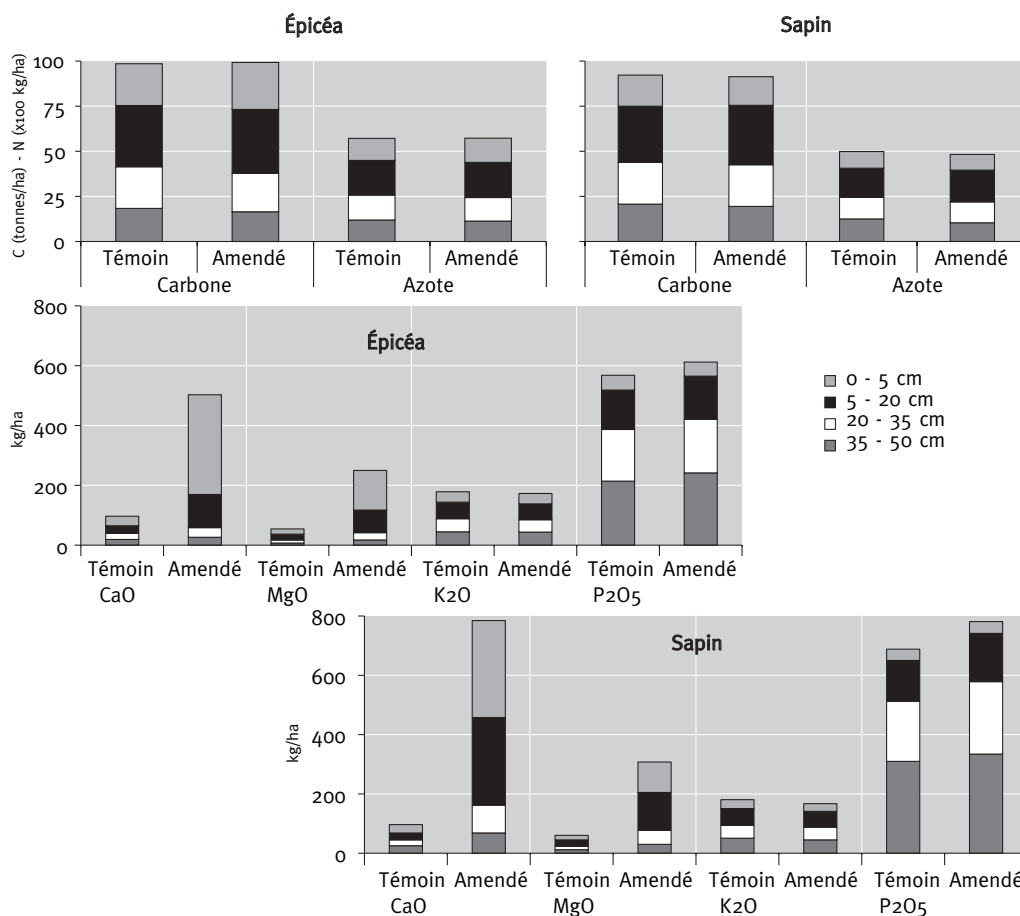 Épicéa
Sapin
C (tonnes/ha) - N (x100 kg/ha)
100
75
50
25
0
Témoin Amendé Témoin Amendé
Carbone Azote
Témoin Amendé Témoin Amendé
Carbone Azote
Épicéa
kg/ha
800
600
400
200
0
Témoin Amendé Témoin Amendé Témoin Amendé Témoin Amendé
CaO MgO K2O P2O5
0 - 5 cm
5 - 20 cm
20 - 35 cm
35 - 50 cm
Sapin
kg/ha
800
600
400
200
0
Témoin Amendé Témoin Amendé Témoin Amendé Témoin Amendé
CaO MgO K2O P2O5